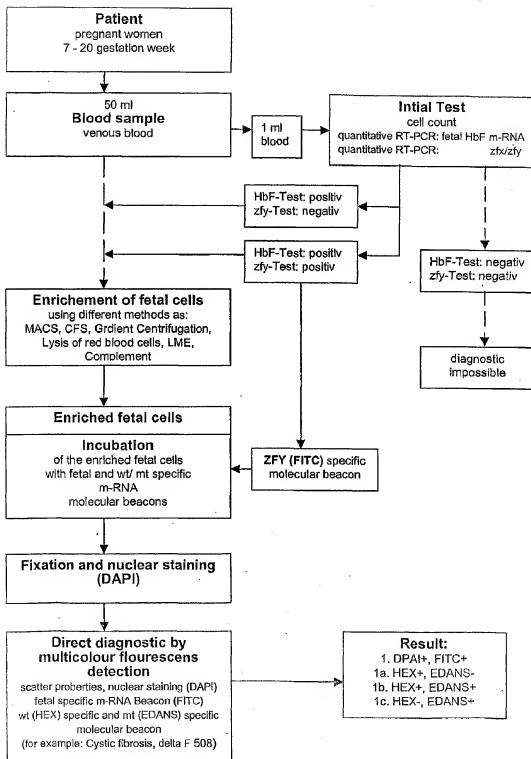 Patient
pregnant women
7 - 20 gestation week
50 ml
Blood sample
venous blood
1 ml
blood
Intial Test
cell count
quantitative RT-PCR: fetal HbF m-RNA
quantitative RT-PCR: zfx/zfy
HbF-Test: positiv
zfy-Test: negativ
HbF-Test: positiv
zfy-Test: positiv
HbF-Test: negativ
zfy-Test: negativ
diagnostic
impossible
Enrichement of fetal cells
using different methods as:
MACS, CFS, Grdient Centrifugation,
Lysis of red blood cells, LME,
Complement
Enriched fetal cells
Incubation
of the enriched fetal cells
with fetal and wt/ mt specific
m-RNA
molecular beacons
ZFY (FITC) specific
molecular beacon
Fixation and nuclear staining
(DAPI)
Direct diagnostic by
multicolour flourescens
detection
scatter proberties, nuclear staining (DAPI)
fetal specific m-RNA Beacon (FITC)
wt (HEX) specific and mt (EDANS) specific
molecular beacon
(for example: Cystic fibrosis, delta F 508)
Result:
1. DPAI+, FITC+
1a. HEX+, EDANS-
1b. HEX+, EDANS+
1c. HEX-, EDANS+